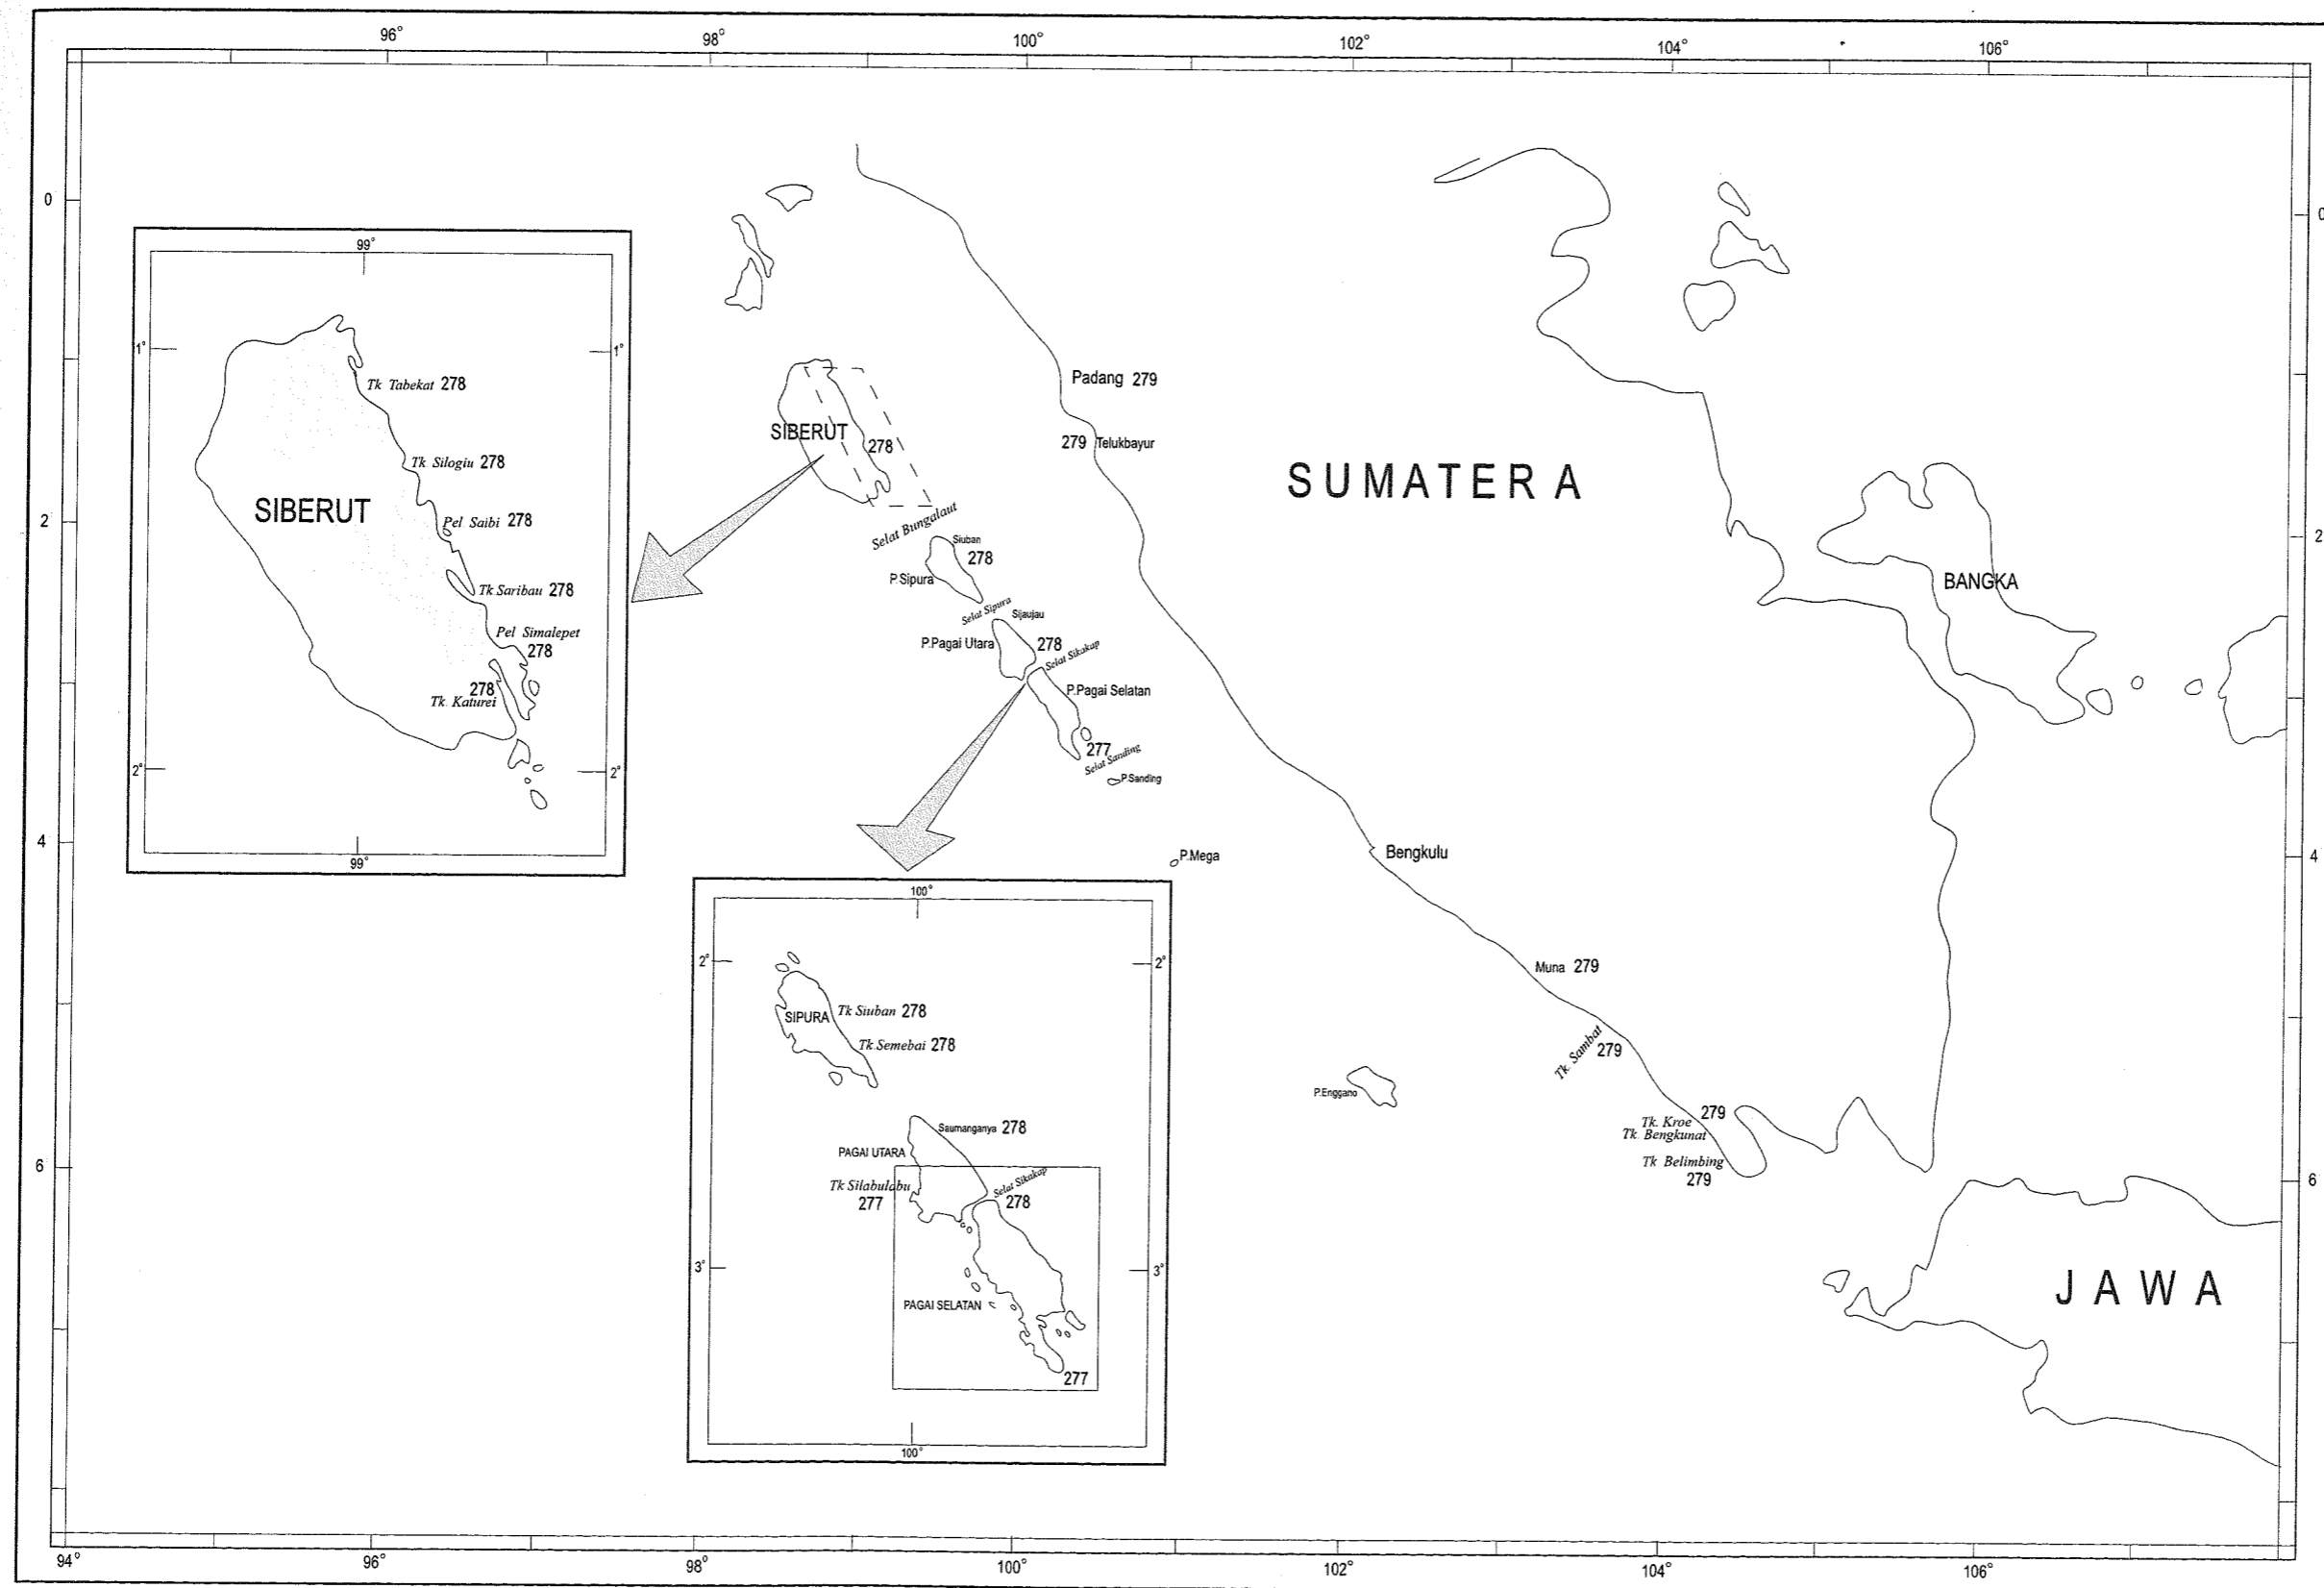 96°
98°
100°
102°
104°
106°
0
0
99°
1°
1°
Tk Tabekat 278
Tk. Silogiu 278
SIBERUT
Pel. Saibi 278
Tk Saribau 278
Pel Simalepet
278
278
Tk. Katurei
2°
2°
99°
Padang 279
SIBERUT
278
279 Telukbayur
SUMATERA
2
2
Selat Bungalaut
Siuban
278
P.Sipura
BANGKA
Selat Sipura
Sijaujau
P.Pagai Utara
278
Selat Sikakap
P.Pagai Selatan
277
Selat Sanding
P.Sanding
4
4
P.Mega
Bengkulu
100°
2°
2°
SIPURA
Tk Siuban 278
Tk.Semebai 278
Saumanganya 278
PAGAI UTARA
Tk Silabulabu
277
Selat Sikakap
278
3°
3°
PAGAI SELATAN
277
100°
Muna 279
Tk. Sambat
279
P.Enggano
279
Tk. Kroe
Tk. Bengkunat
Tk Belimbing
279
6
6
JAWA
94°
96°
98°
100°
102°
104°
106°